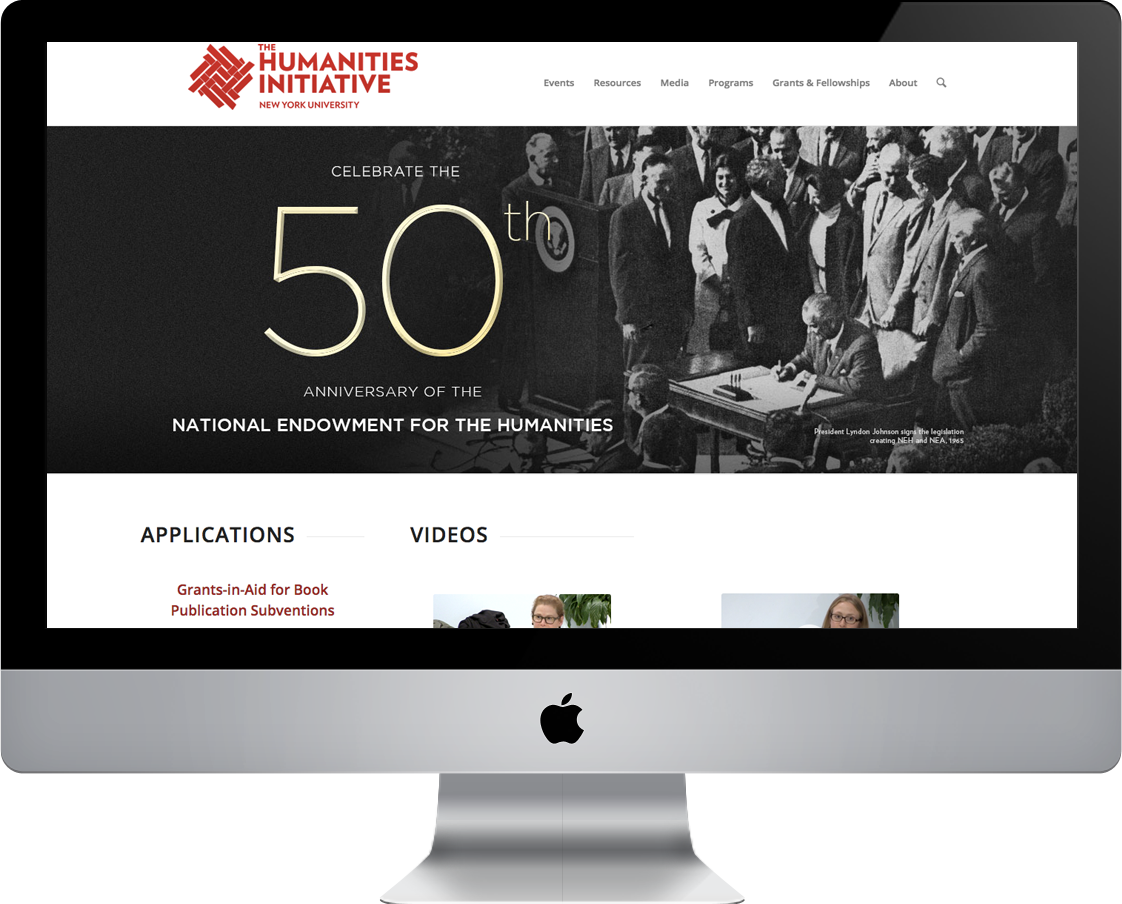 THE
HUMANITIES
INITIATIVE
NEW YORK UNIVERSITY
Events Resources Media Programs Grants & Fellowships About
CELEBRATE THE
50th
ANNIVERSARY OF THE
NATIONAL ENDOWMENT FOR THE HUMANITIES
President Lyndon Johnson signs the legislation
creating NEH and NEA, 1965
APPLICATIONS VIDEOS
Grants-in-Aid for Book
Publication Subventions